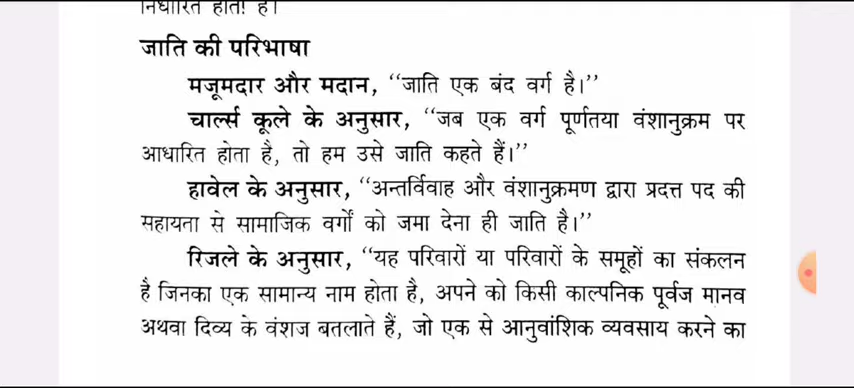 निर्धारित होता है।
जाति की परिभाषा
मजूमदार और मदान, ‘‘जाति एक बंद वर्ग है।’’
चार्ल्स कूले के अनुसार, ‘‘जब एक वर्ग पूर्णतया वंशानुक्रम पर
आधारित होता है, तो हम उसे जाति कहते हैं।’’
हावेल के अनुसार, ‘‘अन्तर्विवाह और वंशानुक्रमण द्वारा प्रदत्त पद की
सहायता से सामाजिक वर्गों को जमा देना ही जाति है।’’
रिजले के अनुसार, ‘‘यह परिवारों या परिवारों के समूहों का संकलन
है जिनका एक सामान्य नाम होता है, अपने को किसी काल्पनिक पूर्वज मानव
अथवा दिव्य के वंशज बतलाते हैं, जो एक से आनुवांशिक व्यवसाय करने का